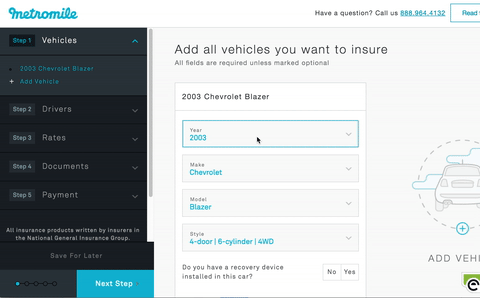 metromile
Have a question? Call us 888.964.4132
Read
Step 1 Vehicles
2003 Chevrolet Blazer
+ Add Vehicle
Step 2 Drivers
Step 3 Rates
Step 4 Documents
Step 5 Payment
All insurance products written by insurers in
the National General Insurance Group.
Save For Later
Next Step
Add all vehicles you want to insure
All fields are required unless marked optional
2003 Chevrolet Blazer
Year
2003
Make
Chevrolet
Model
Blazer
Style
4-door | 6-cylinder | 4WD
Do you have a recovery device
installed in this car?
No Yes
ADD VEHI